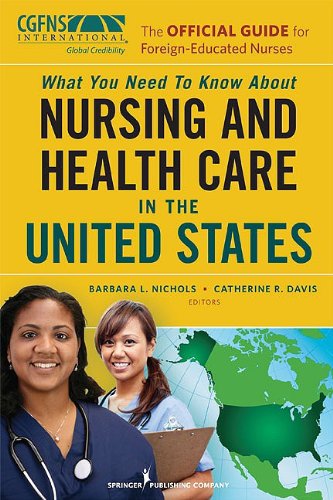 CGFNS
INTERNATIONAL®
Global Credibility
The OFFICIAL GUIDE for
Foreign-Educated Nurses
What You Need To Know About
NURSING AND
HEALTH CARE
IN THE
UNITED STATES
BARBARA L. NICHOLS • CATHERINE R. DAVIS
EDITORS
SPRINGER PUBLISHING COMPANY